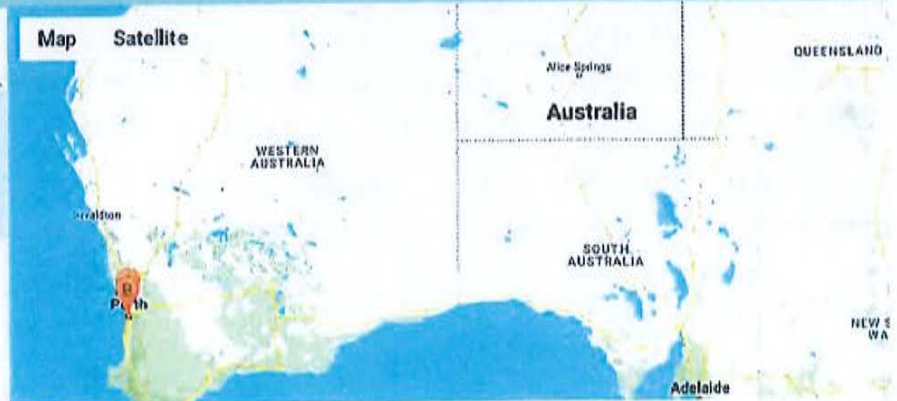 Map Satellite
QUEENSLAND
Alice Springs
Australia
WESTERN
AUSTRALIA
SOUTH
AUSTRALIA
B
Adelaide